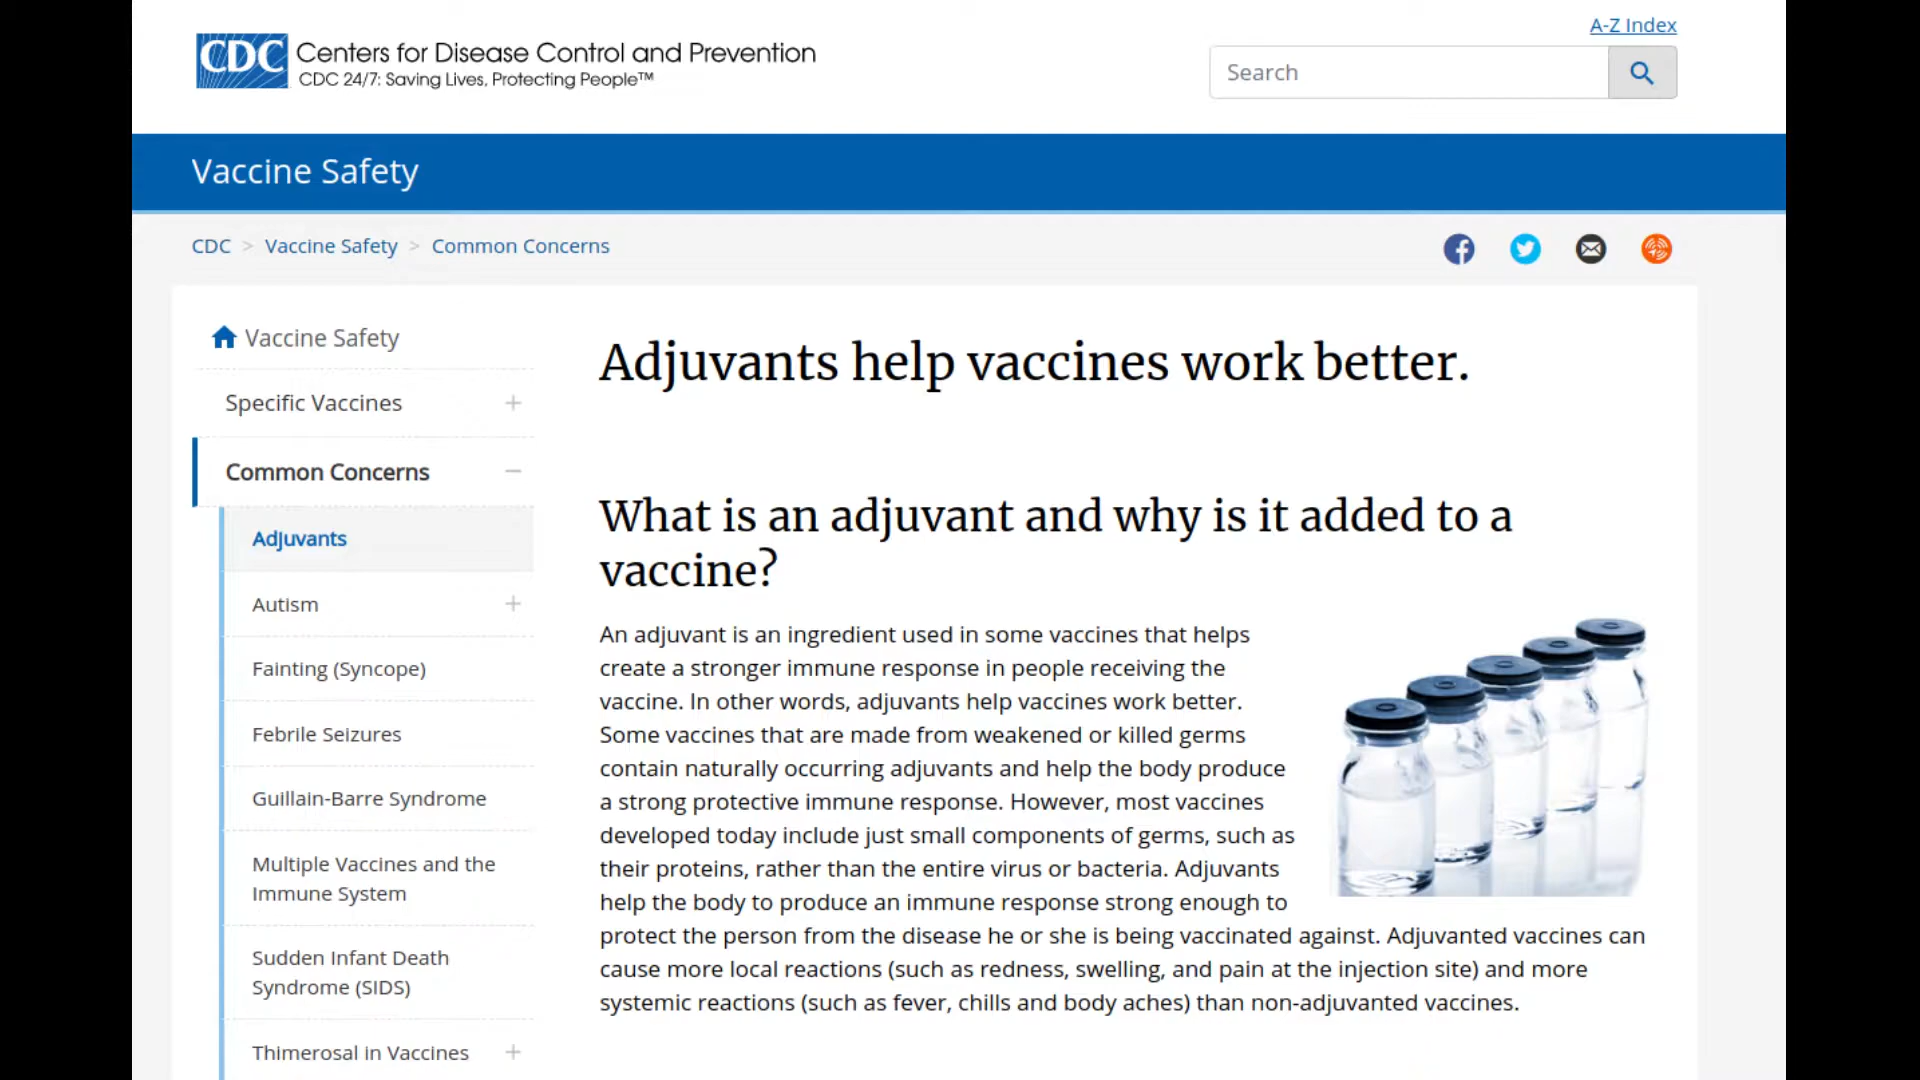 A-Z Index
CDC Centers for Disease Control and Prevention
CDC 24/7: Saving Lives, Protecting People™
Search
Vaccine Safety
CDC > Vaccine Safety > Common Concerns
Vaccine Safety
Specific Vaccines
Common Concerns
Adjuvants
Autism
Fainting (Syncope)
Febrile Seizures
Guillain-Barre Syndrome
Multiple Vaccines and the
Immune System
Sudden Infant Death
Syndrome (SIDS)
Thimerosal in Vaccines
Adjuvants help vaccines work better.
What is an adjuvant and why is it added to a
vaccine?
An adjuvant is an ingredient used in some vaccines that helps
create a stronger immune response in people receiving the
vaccine. In other words, adjuvants help vaccines work better.
Some vaccines that are made from weakened or killed germs
contain naturally occurring adjuvants and help the body produce
a strong protective immune response. However, most vaccines
developed today include just small components of germs, such as
their proteins, rather than the entire virus or bacteria. Adjuvants
help the body to produce an immune response strong enough to
protect the person from the disease he or she is being vaccinated against. Adjuvanted vaccines can
cause more local reactions (such as redness, swelling, and pain at the injection site) and more
systemic reactions (such as fever, chills and body aches) than non-adjuvanted vaccines.